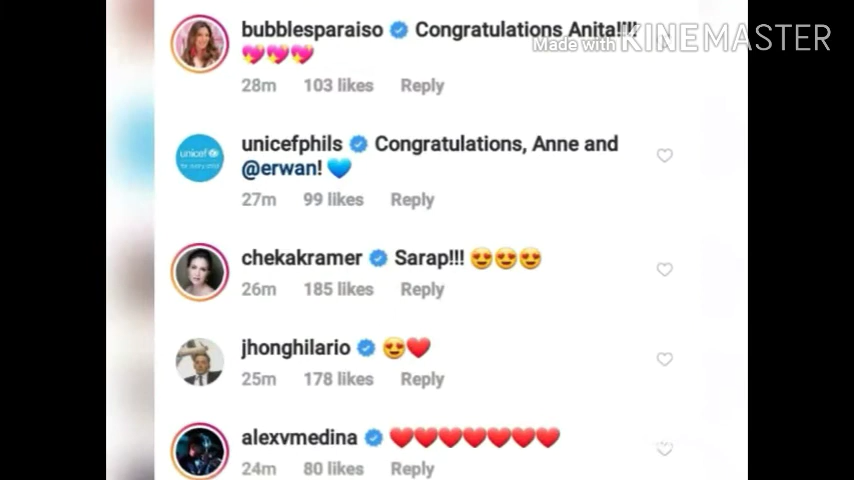 bubblesparaiso Congratulations Anita!!!!
💖💖💖
28m 103 likes Reply
Made with KINEMASTER
unicefphils Congratulations, Anne and
@erwan! 💙
27m 99 likes Reply
unicef
chekakramer Sarap!!! 😍😍😍
26m 185 likes Reply
jhonghilario 😍❤️
25m 178 likes Reply
alexvmedina ❤️❤️❤️❤️❤️❤️❤️
24m 80 likes Reply